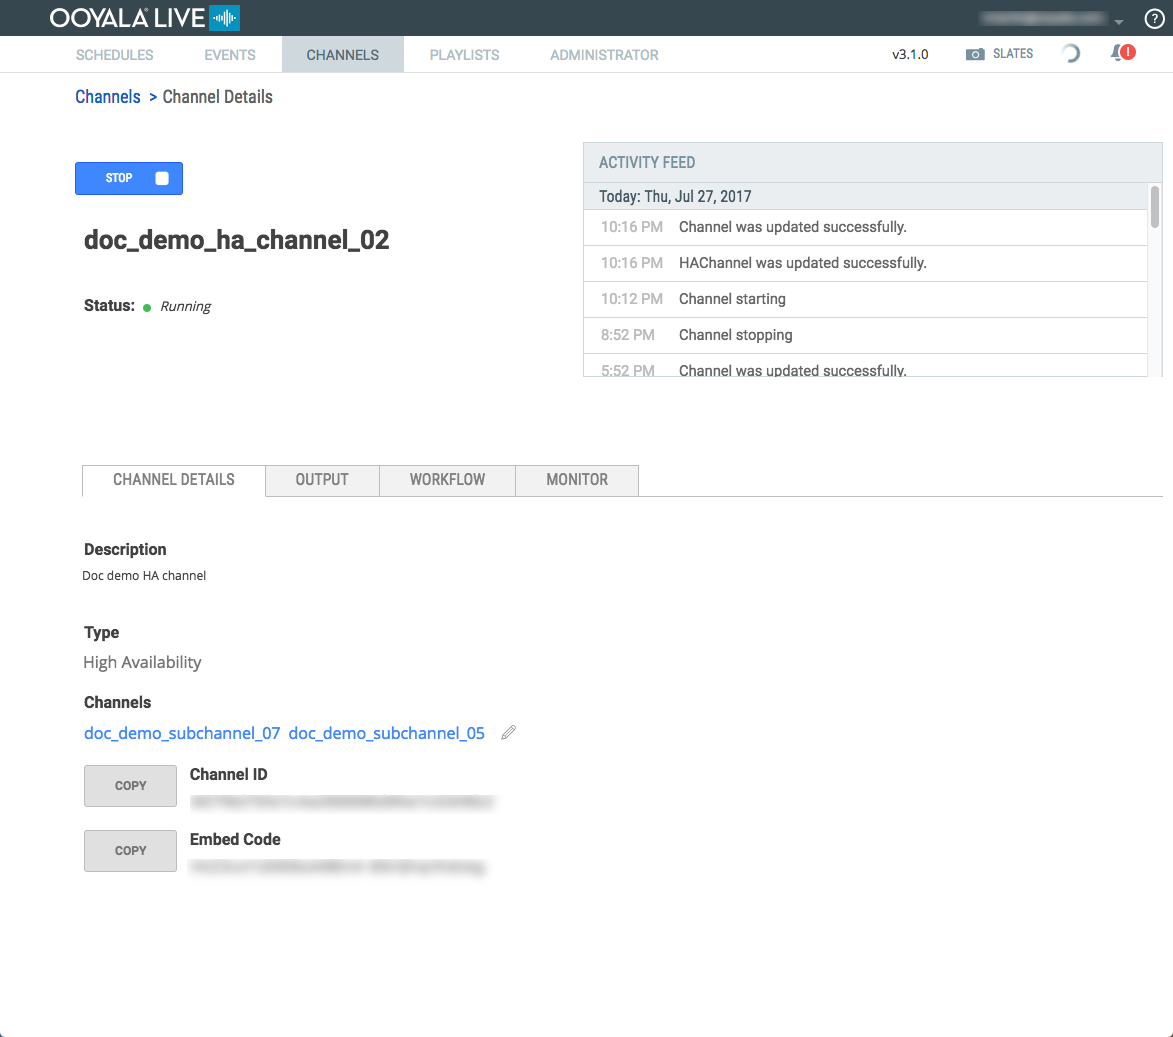 OOYALA® LIVE
?
SCHEDULES EVENTS CHANNELS PLAYLISTS ADMINISTRATOR v3.1.0 SLATES !
Channels > Channel Details
STOP
ACTIVITY FEED
Today: Thu, Jul 27, 2017
10:16 PM Channel was updated successfully.
10:16 PM HAChannel was updated successfully.
10:12 PM Channel starting
8:52 PM Channel stopping
5:52 PM Channel was updated successfully.
doc_demo_ha_channel_02
Status: Running
CHANNEL DETAILS OUTPUT WORKFLOW MONITOR
Description
Doc demo HA channel
Type
High Availability
Channels
doc_demo_subchannel_07 doc_demo_subchannel_05
COPY Channel ID
COPY Embed Code